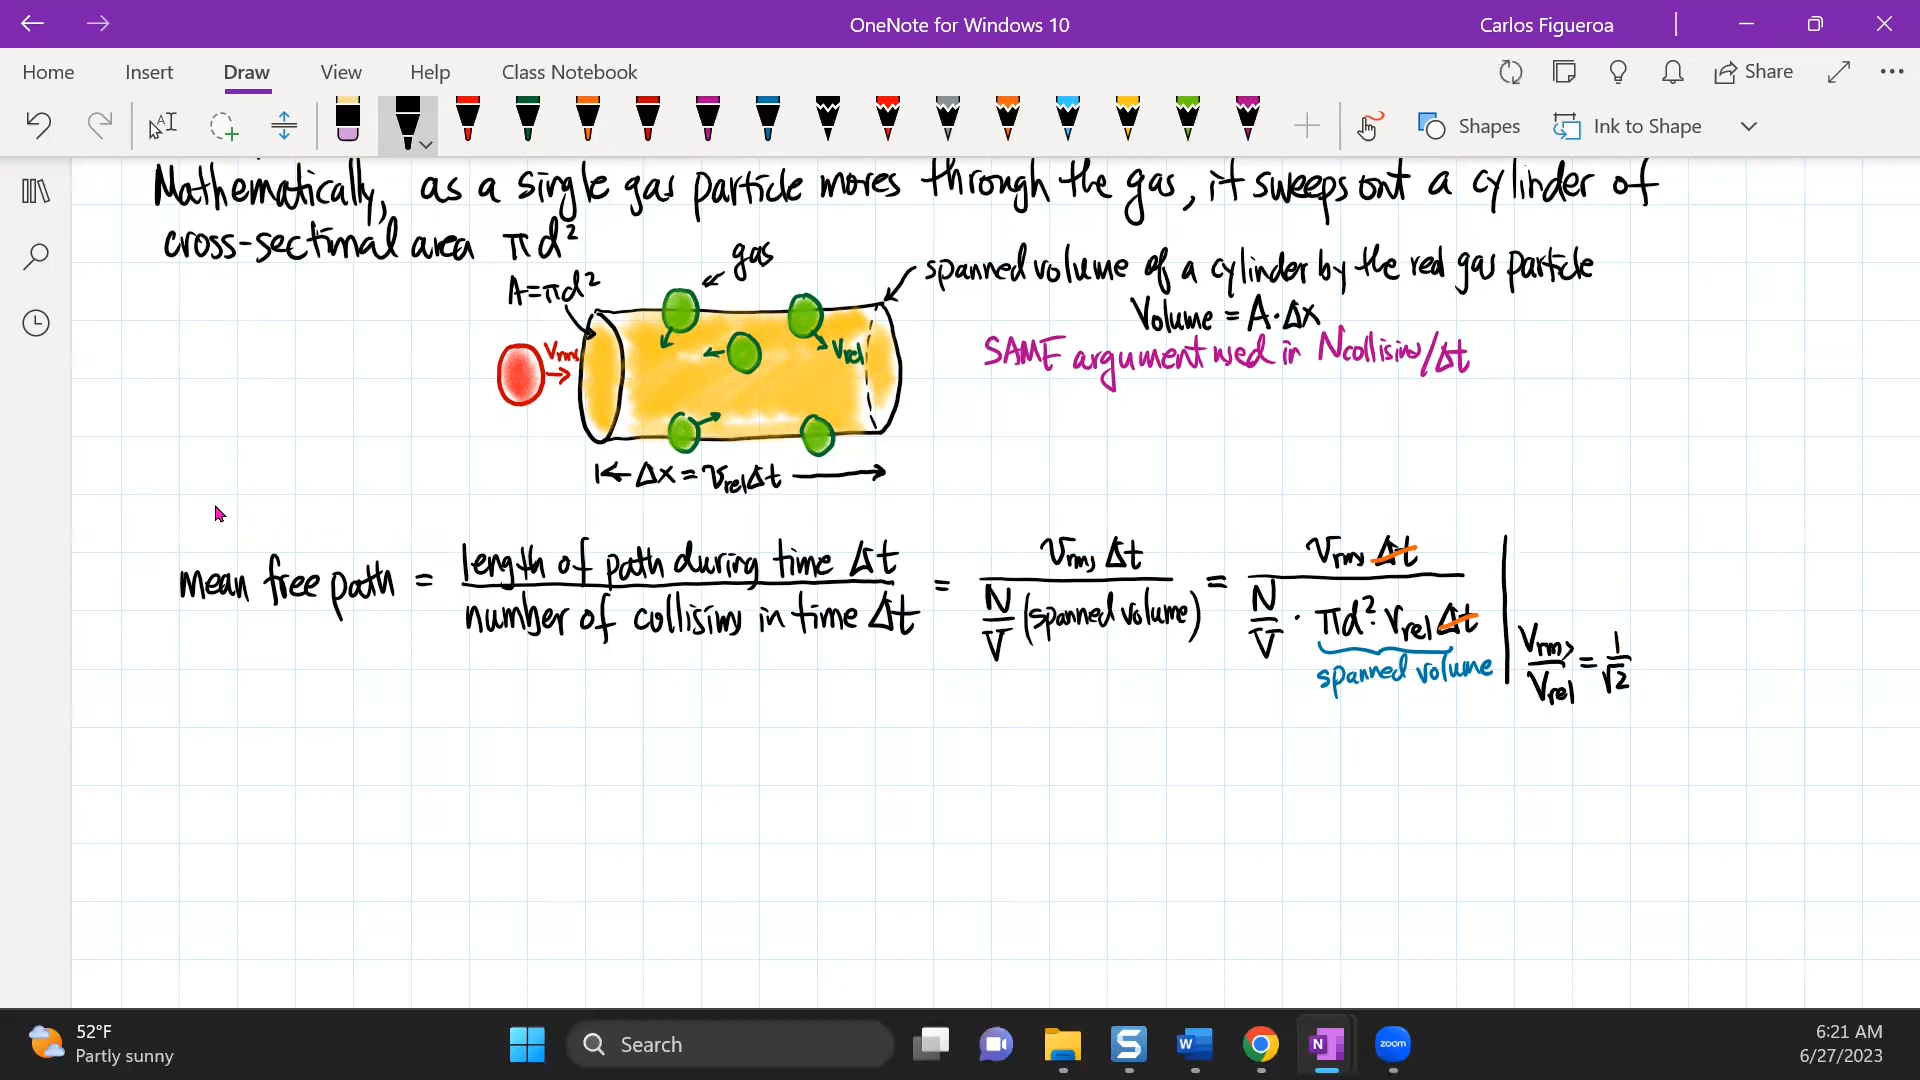 OneNote for Windows 10
Carlos Figueroa
Home Insert Draw View Help Class Notebook
Share
Shapes Ink to Shape
Mathematically, as a single gas particle moves through the gas, it sweeps out a cylinder of
cross-sectional area πd²
gas
A=πd²
spanned volume of a cylinder by the red gas particle
Volume = A·Δx
SAME argument used in Ncollisions/Δt
Vrms
Vrel
Δx = vrelΔt
mean free path = length of path during time Δt / number of collisions in time Δt = Vrms Δt / N/V (spanned volume) = Vrms Δt / N/V · πd²· Vrel Δt
spanned volume
Vrms/Vrel = 1/√2
52°F
Partly sunny
Search
W
N
zoom
6:21 AM
6/27/2023